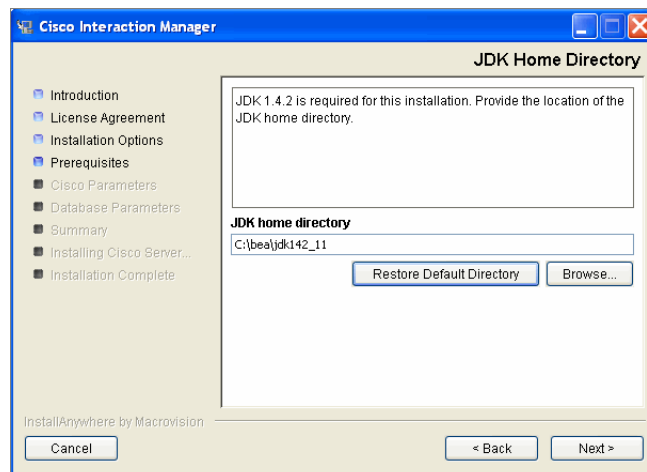 Cisco Interaction Manager
JDK Home Directory
Introduction
License Agreement
Installation Options
Prerequisites
Cisco Parameters
Database Parameters
Summary
Installing Cisco Server...
Installation Complete
JDK 1.4.2 is required for this installation. Provide the location of the
JDK home directory.
JDK home directory
C:\bea\jdk142_11
Restore Default Directory
Browse...
InstallAnywhere by Macrovision
Cancel
< Back
Next >